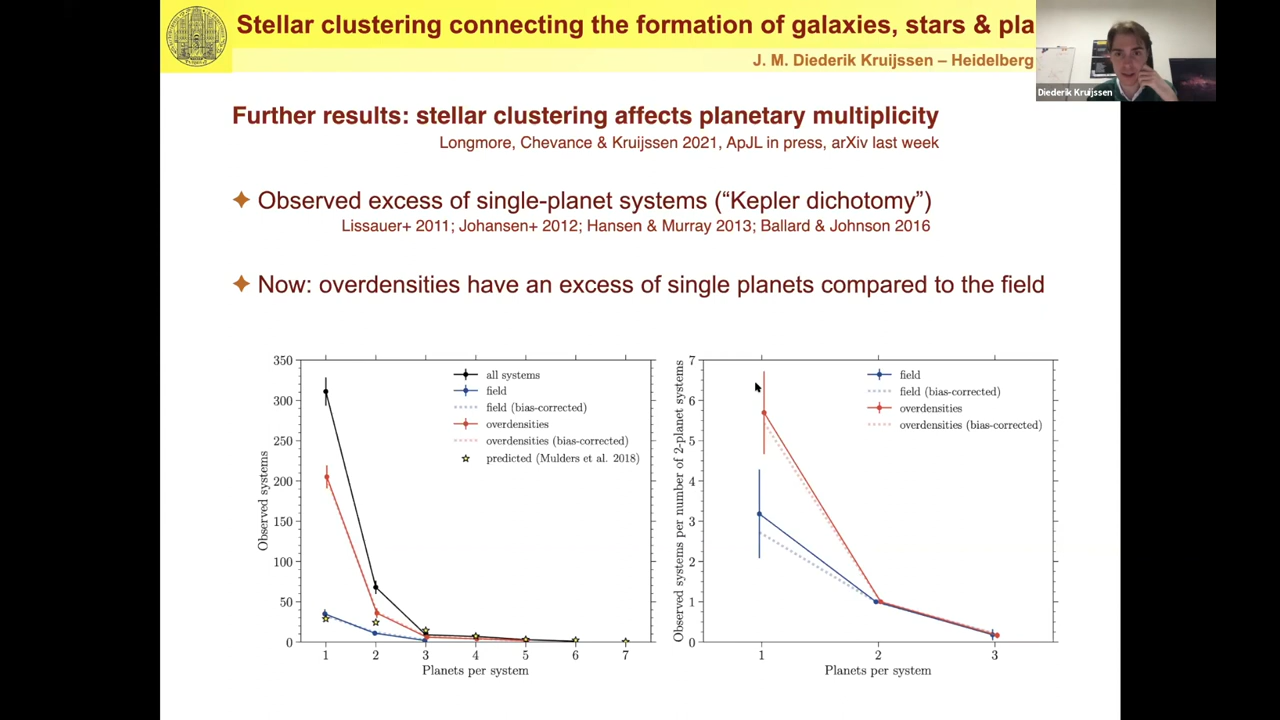 Stellar clustering connecting the formation of galaxies, stars & pla
J. M. Diederik Kruijssen – Heidelberg
Diederik Kruijssen
Further results: stellar clustering affects planetary multiplicity
Longmore, Chevance & Kruijssen 2021, ApJL in press, arXiv last week
Observed excess of single-planet systems (“Kepler dichotomy”)
Lissauer+ 2011; Johansen+ 2012; Hansen & Murray 2013; Ballard & Johnson 2016
Now: overdensities have an excess of single planets compared to the field
350
300
250
200
150
100
50
0
Observed systems
all systems
field
field (bias-corrected)
overdensities
overdensities (bias-corrected)
predicted (Mulders et al. 2018)
1 2 3 4 5 6 7
Planets per system
7
6
5
4
3
2
1
0
Observed systems per number of 2-planet systems
field
field (bias-corrected)
overdensities
overdensities (bias-corrected)
1 2 3
Planets per system